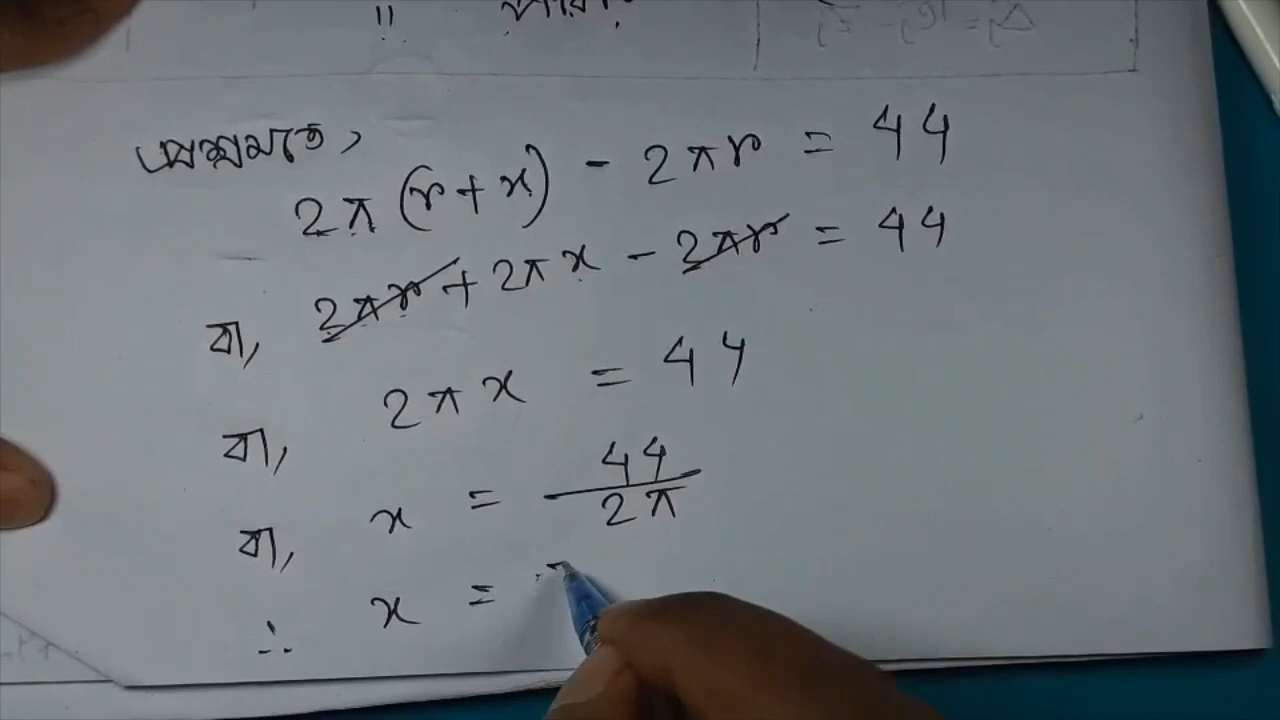 প্রশ্নমতে,
2π (r + x) - 2πr = 44
বা, 2πr + 2πx - 2πr = 44
বা, 2πx = 44
বা, x = 44/2π
∴ x =